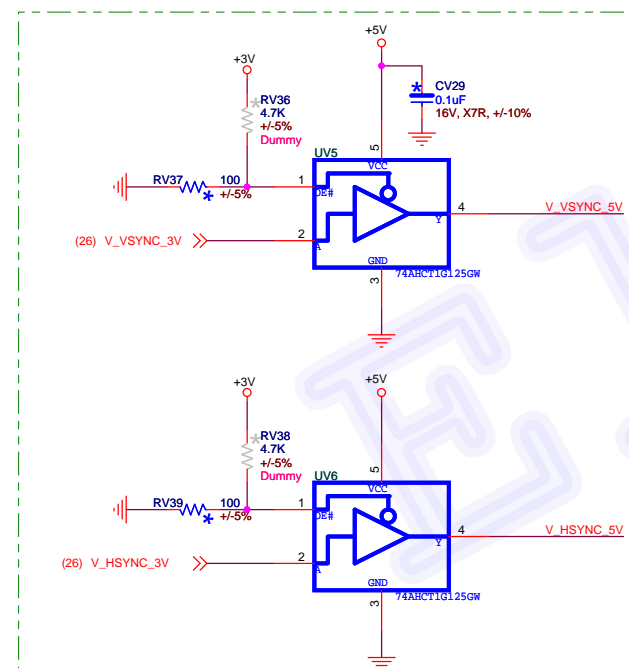 +5V
+3V
RV36
4.7K
+/-5%
Dummy
CV29
0.1uF
16V, X7R, +/-10%
UV5
5
VCC
RV37
100
+/-5%
1
OE#
4
V_VSYNC_5V
Y
(26) V_VSYNC_3V
2
A
GND
74AHCT1G125GW
3
+3V
+5V
RV38
4.7K
+/-5%
Dummy
UV6
5
VCC
RV39
100
+/-5%
1
OE#
4
V_HSYNC_5V
Y
(26) V_HSYNC_3V
2
A
GND
74AHCT1G125GW
3